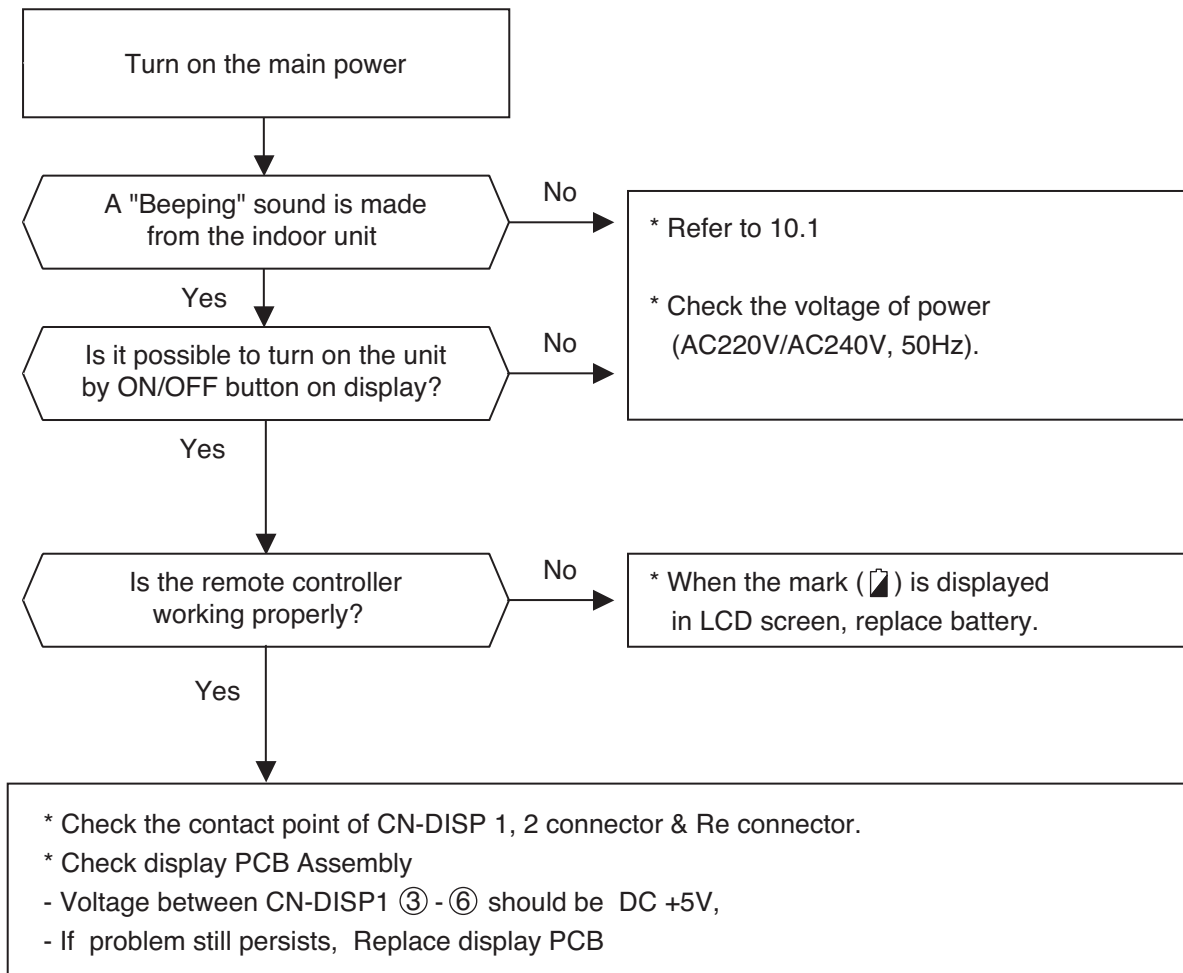 Turn on the main power
A "Beeping" sound is made
from the indoor unit
No
* Refer to 10.1
* Check the voltage of power
(AC220V/AC240V, 50Hz).
Yes
Is it possible to turn on the unit
by ON/OFF button on display?
No
Yes
Is the remote controller
working properly?
No
* When the mark ( ) is displayed
in LCD screen, replace battery.
Yes
* Check the contact point of CN-DISP 1, 2 connector & Re connector.
* Check display PCB Assembly
- Voltage between CN-DISP1 ③ - ⑥ should be DC +5V,
- If problem still persists, Replace display PCB